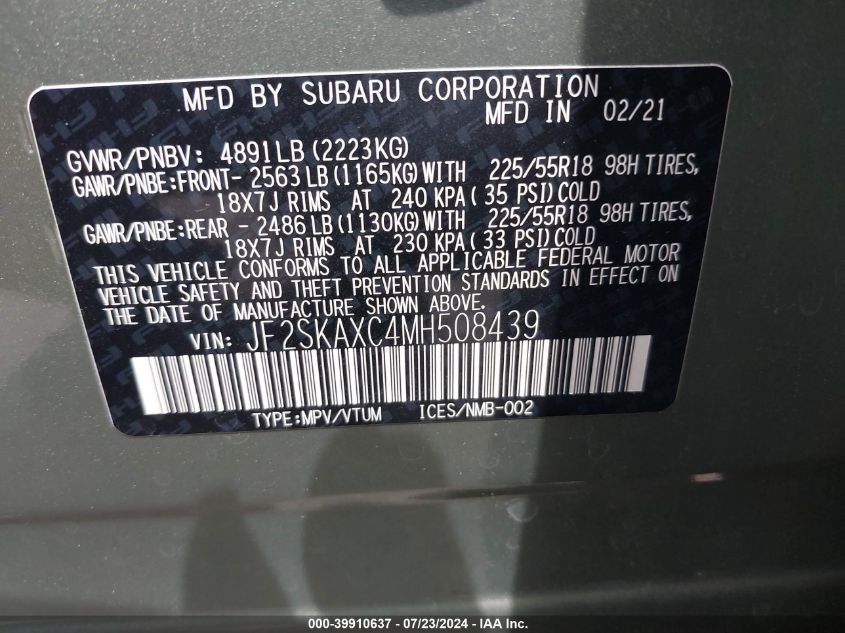 MFD BY SUBARU CORPORATION
MFD IN 02/21
GVWR/PNBV: 4891LB (2223KG)
GAWR/PNBE:FRONT- 2563 LB (1165KG) WITH 225/55R18 98H TIRES,
18X7J RIMS AT 240 KPA ( 35 PSI) COLD
GAWR/PNBE:REAR - 2486 LB (1130KG) WITH 225/55R18 98H TIRES,
18X7J RIMS AT 230 KPA ( 33 PSI) COLD
THIS VEHICLE CONFORMS TO ALL APPLICABLE FEDERAL MOTOR
VEHICLE SAFETY AND THEFT PREVENTION STANDARDS IN EFFECT ON
THE DATE OF MANUFACTURE SHOWN ABOVE.
VIN: JF2SKAXC4MH508439
TYPE:MPV/VTUM ICES/NMB-002
000-39910637 - 07/23/2024 - IAA Inc.